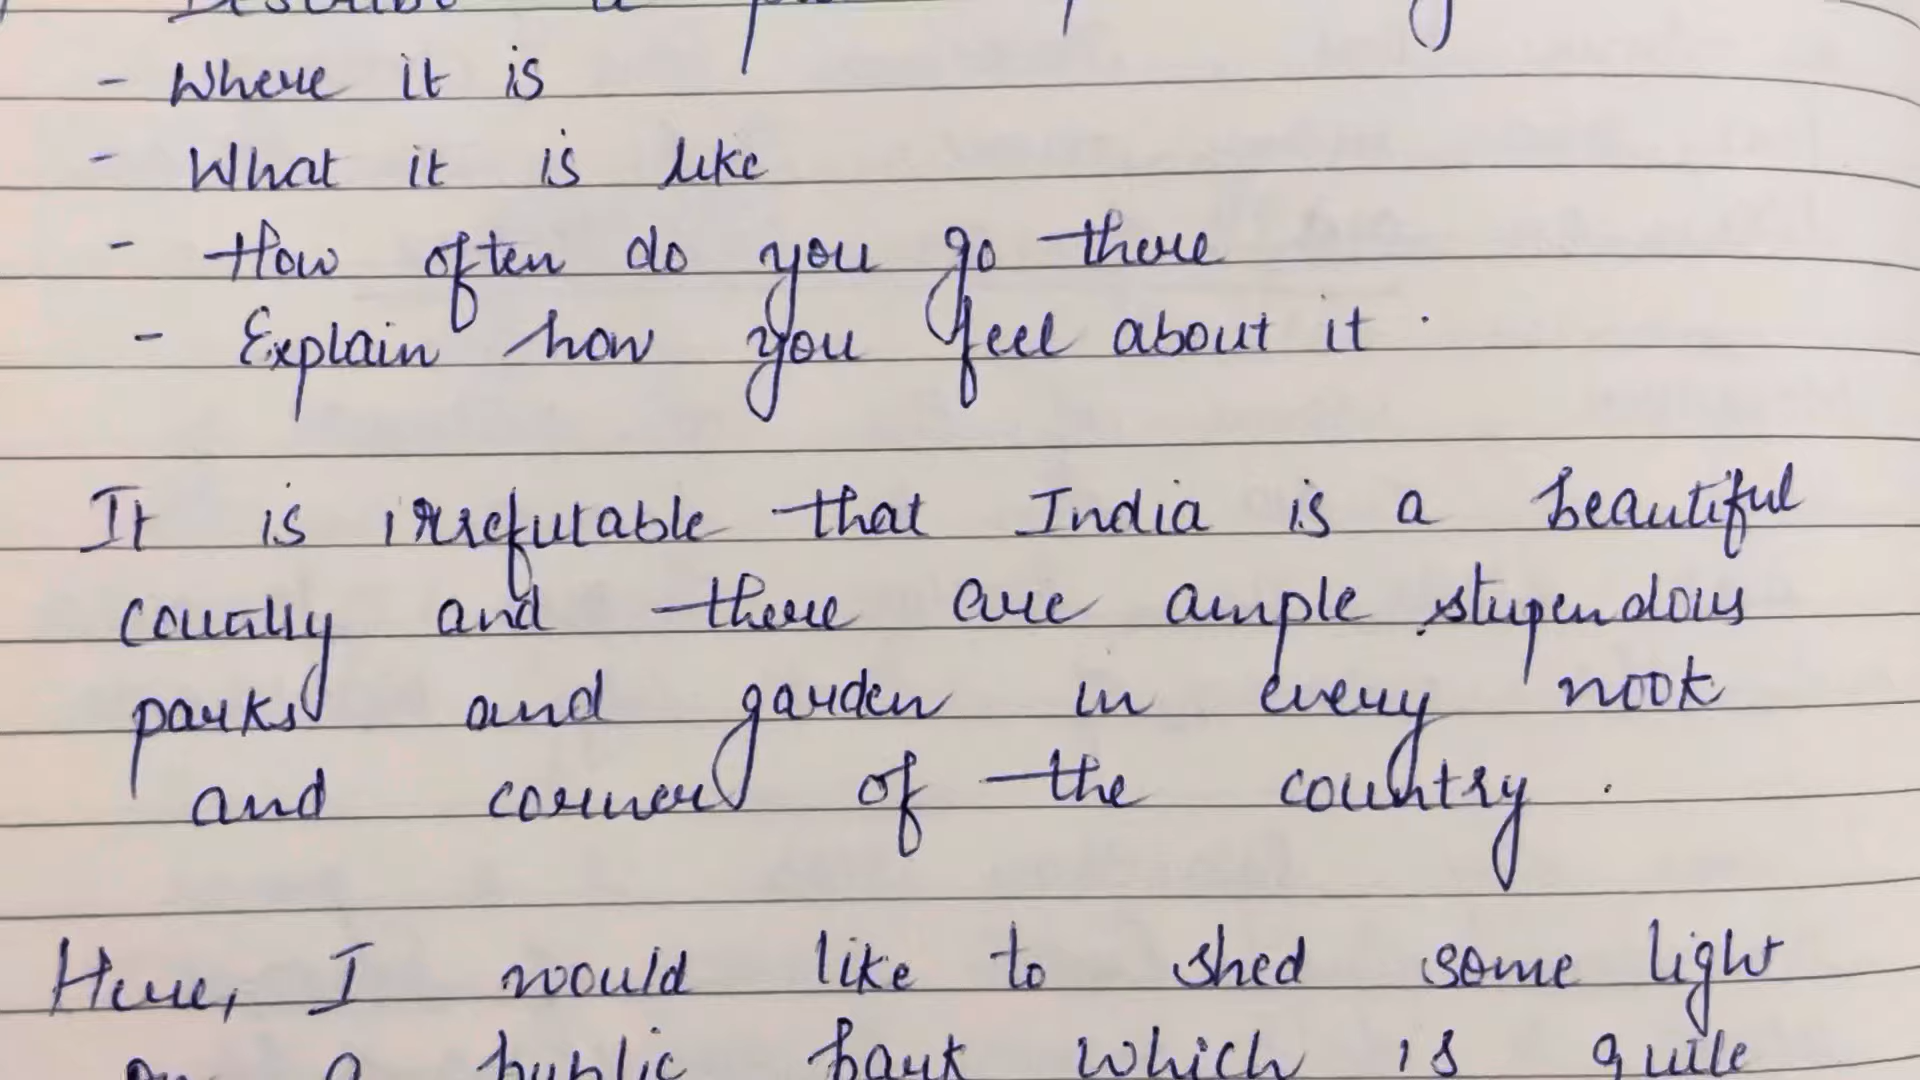 Describe a
- Where it is
- What it is like
- How often do you go there
- Explain how you feel about it.
It is irrefutable that India is a beautiful
country and there are ample stupendous
parks and garden in every nook
and corner of the country.
Here, I would like to shed some light
on a public park which is quite